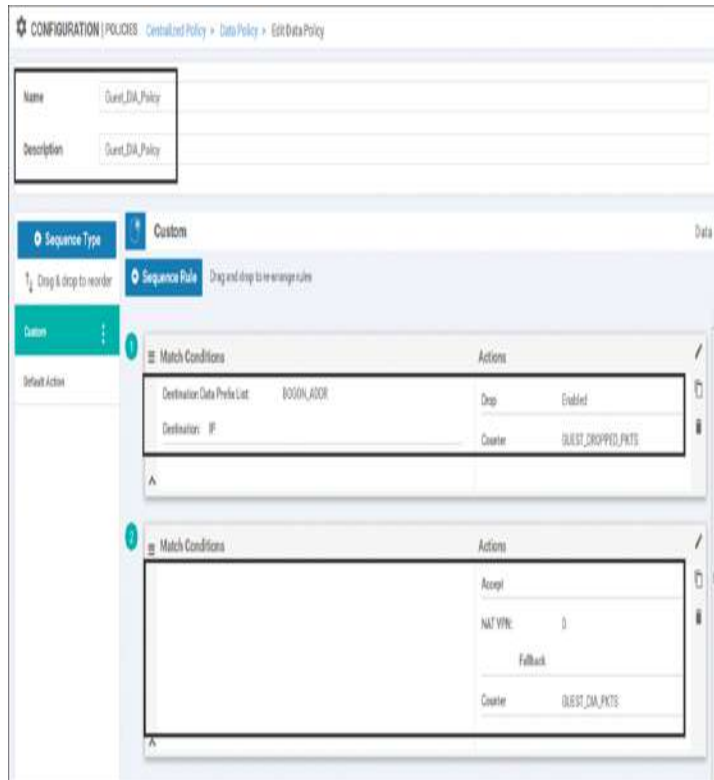 CONFIGURATION | POLICIES Centralized Policy > Data Policy > Edit Data Policy
Name Guest_DIA_Policy
Description Guest_DIA_Policy
Sequence Type
Drag & drop to reorder
Custom
Default Action
Custom Data
Sequence Rule Drag and drop to re-arrange rules
1 Match Conditions Actions
Destination Data Prefix List: BOGON_ADDR Drop Enabled
Destination: IP Counter GUEST_DROPPED_PKTS
2 Match Conditions Actions
Accept
NAT VPN: 0
Fallback
Counter GUEST_DIA_PKTS